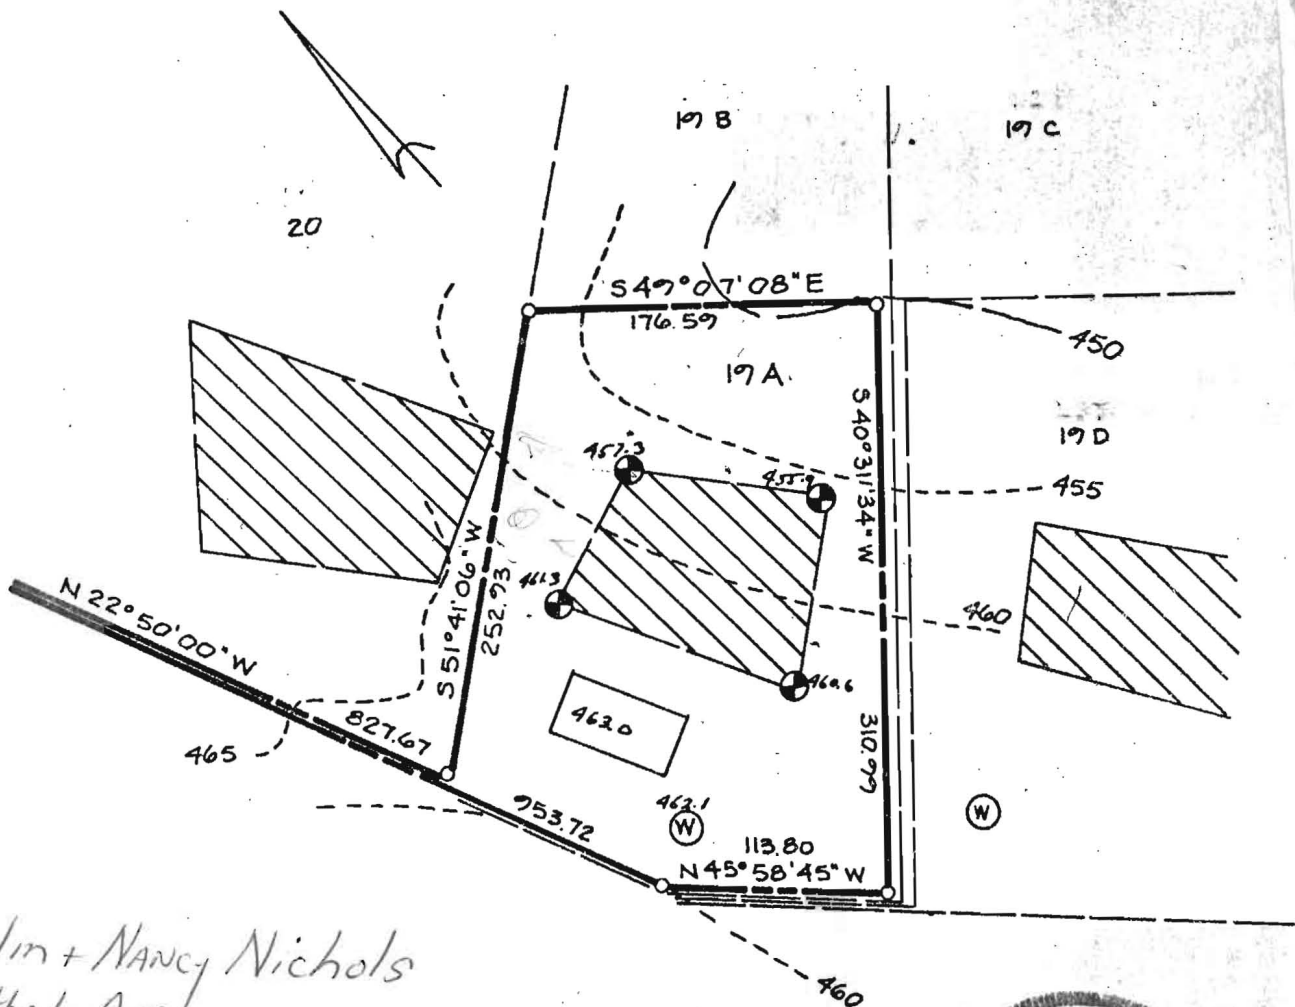 19 B
19 C
20
S 49° 07' 08" E
176.59
450
19 A.
19 D
S 40° 31' 34" W
310.99
457.3
455.9
455
S 51° 41' 06" W
252.93
461.3
460
N 22° 50' 00" W
827.67
460.6
462.0
465
953.72
462.1
W
W
113.80
N 45° 58' 45" W
+ NANCY Nichols
460